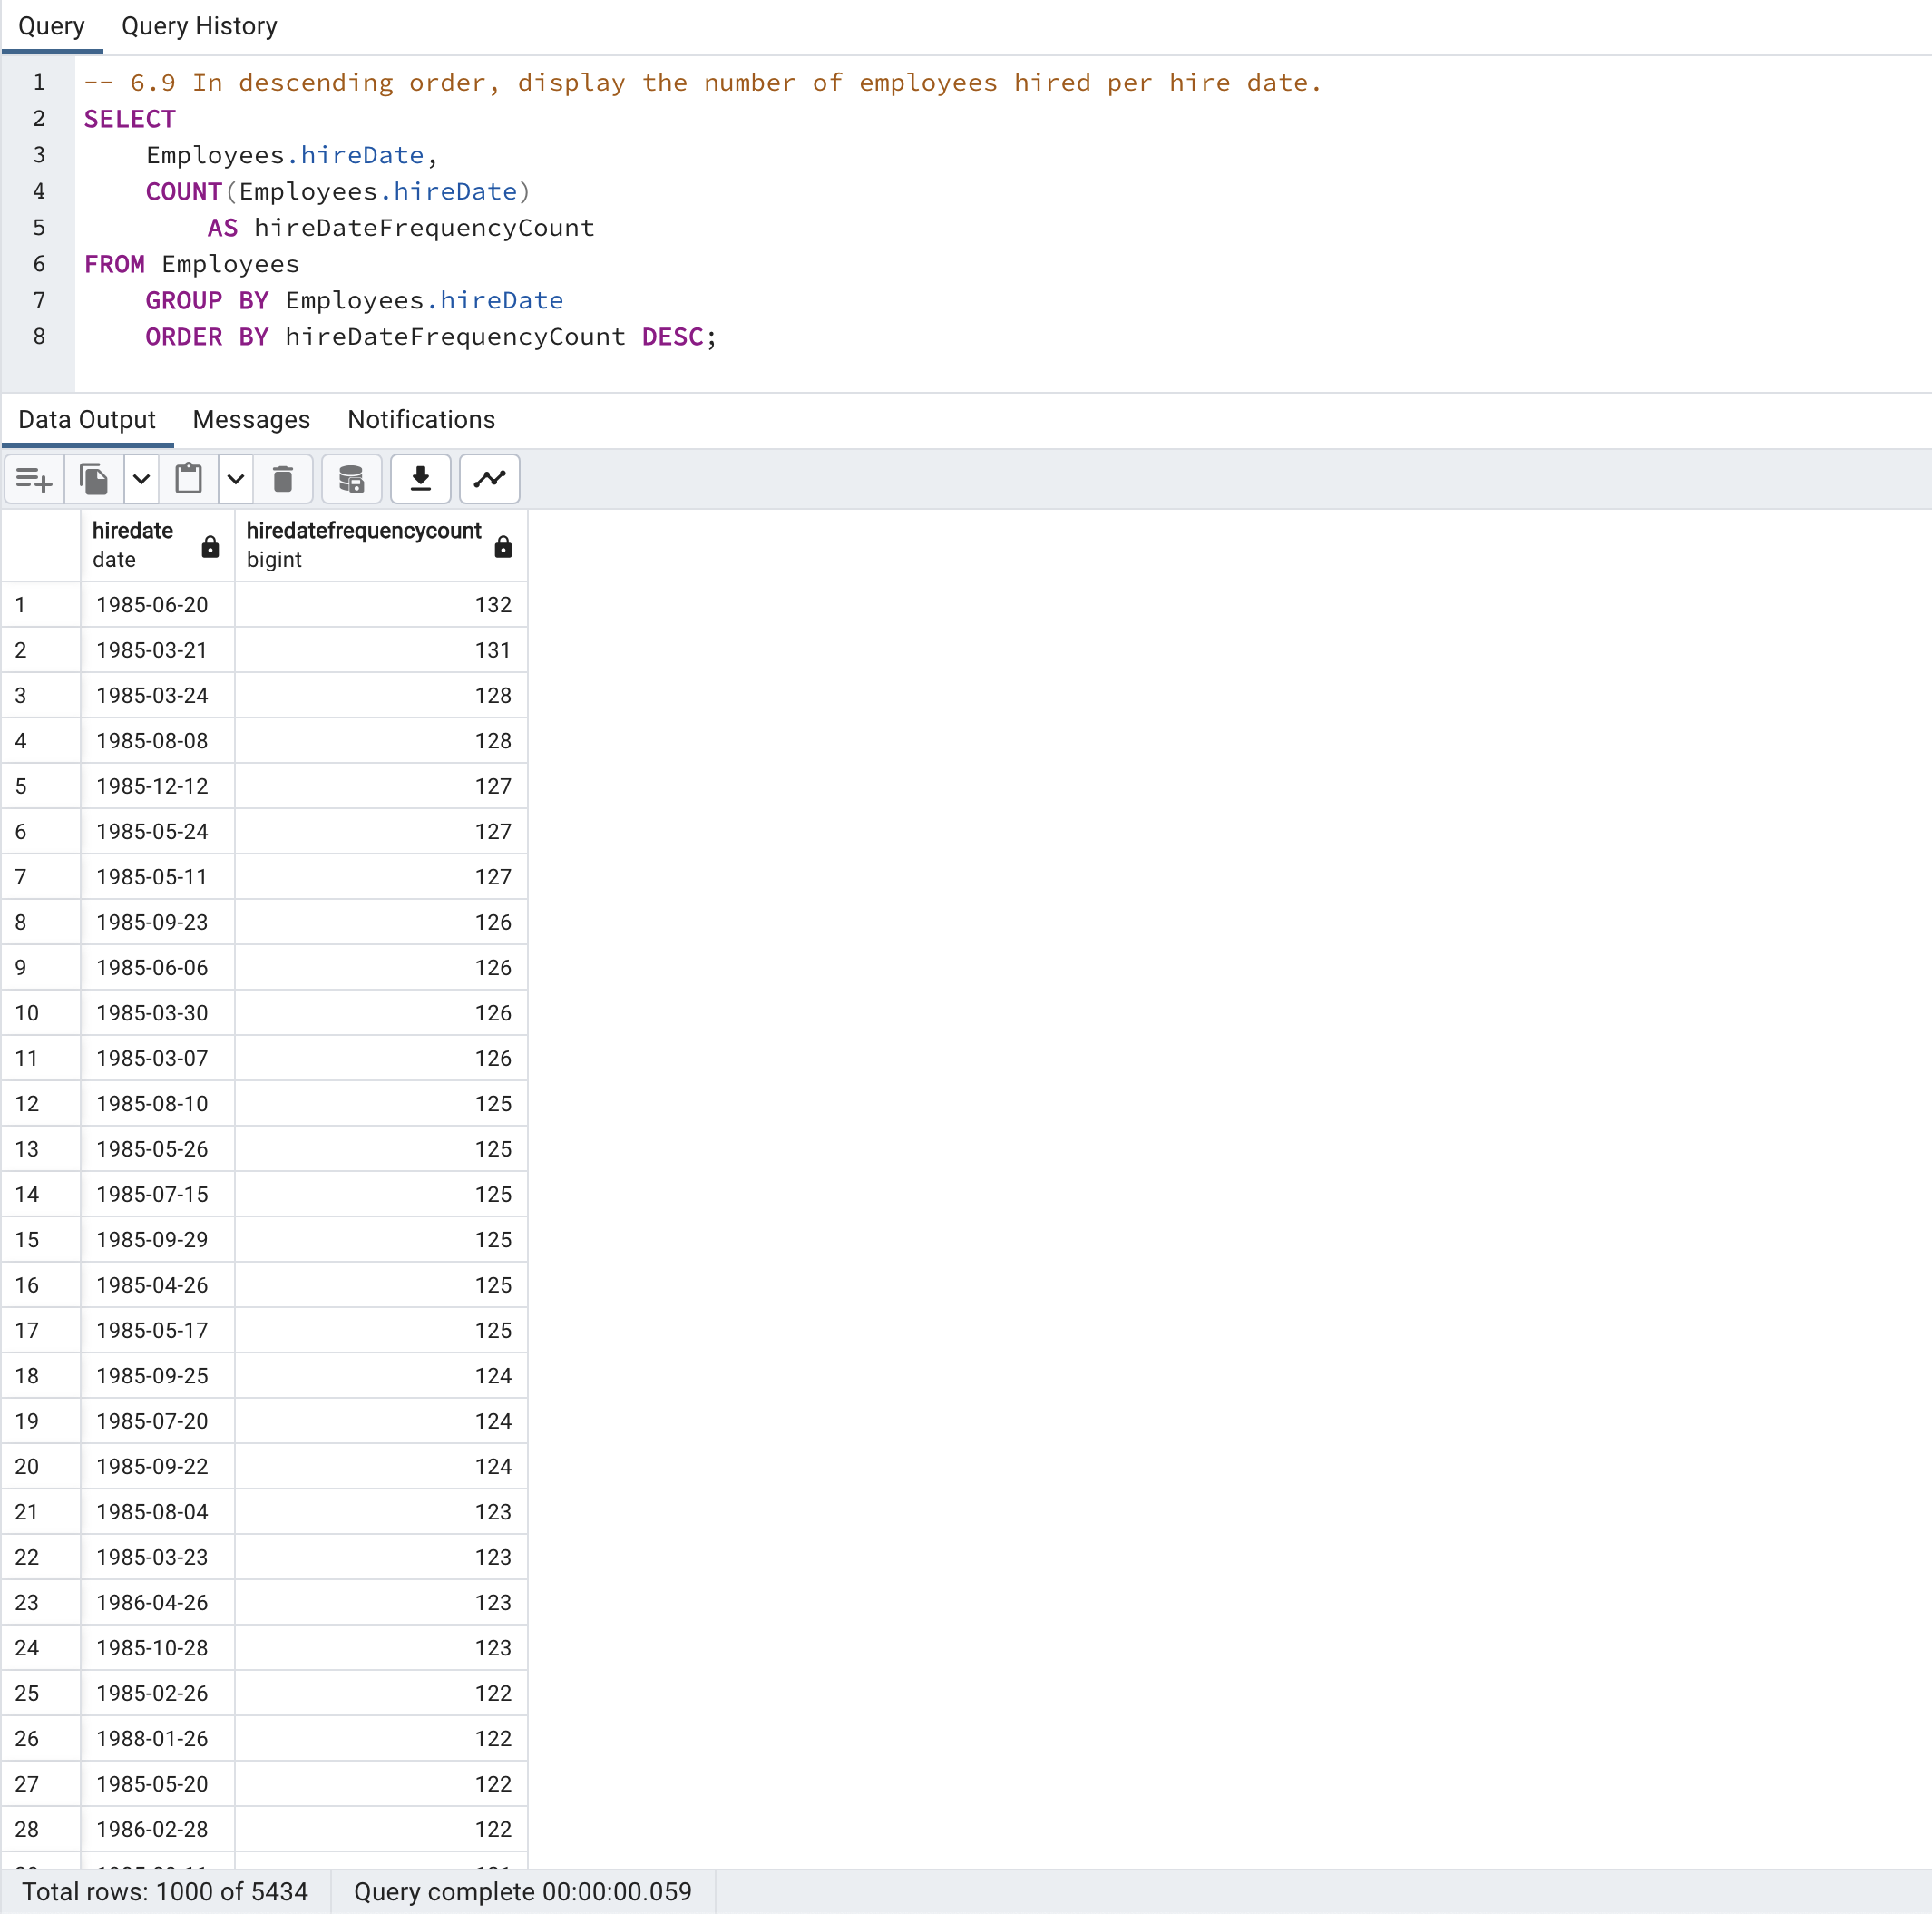 Query Query History
1 -- 6.9 In descending order, display the number of employees hired per hire date.
2 SELECT
3 Employees.hireDate,
4 COUNT(Employees.hireDate)
5 AS hireDateFrequencyCount
6 FROM Employees
7 GROUP BY Employees.hireDate
8 ORDER BY hireDateFrequencyCount DESC;
Data Output Messages Notifications
hiredate hiredatefrequencycount
date bigint
1 1985-06-20 132
2 1985-03-21 131
3 1985-03-24 128
4 1985-08-08 128
5 1985-12-12 127
6 1985-05-24 127
7 1985-05-11 127
8 1985-09-23 126
9 1985-06-06 126
10 1985-03-30 126
11 1985-03-07 126
12 1985-08-10 125
13 1985-05-26 125
14 1985-07-15 125
15 1985-09-29 125
16 1985-04-26 125
17 1985-05-17 125
18 1985-09-25 124
19 1985-07-20 124
20 1985-09-22 124
21 1985-08-04 123
22 1985-03-23 123
23 1986-04-26 123
24 1985-10-28 123
25 1985-02-26 122
26 1988-01-26 122
27 1985-05-20 122
28 1986-02-28 122
Total rows: 1000 of 5434 Query complete 00:00:00.059